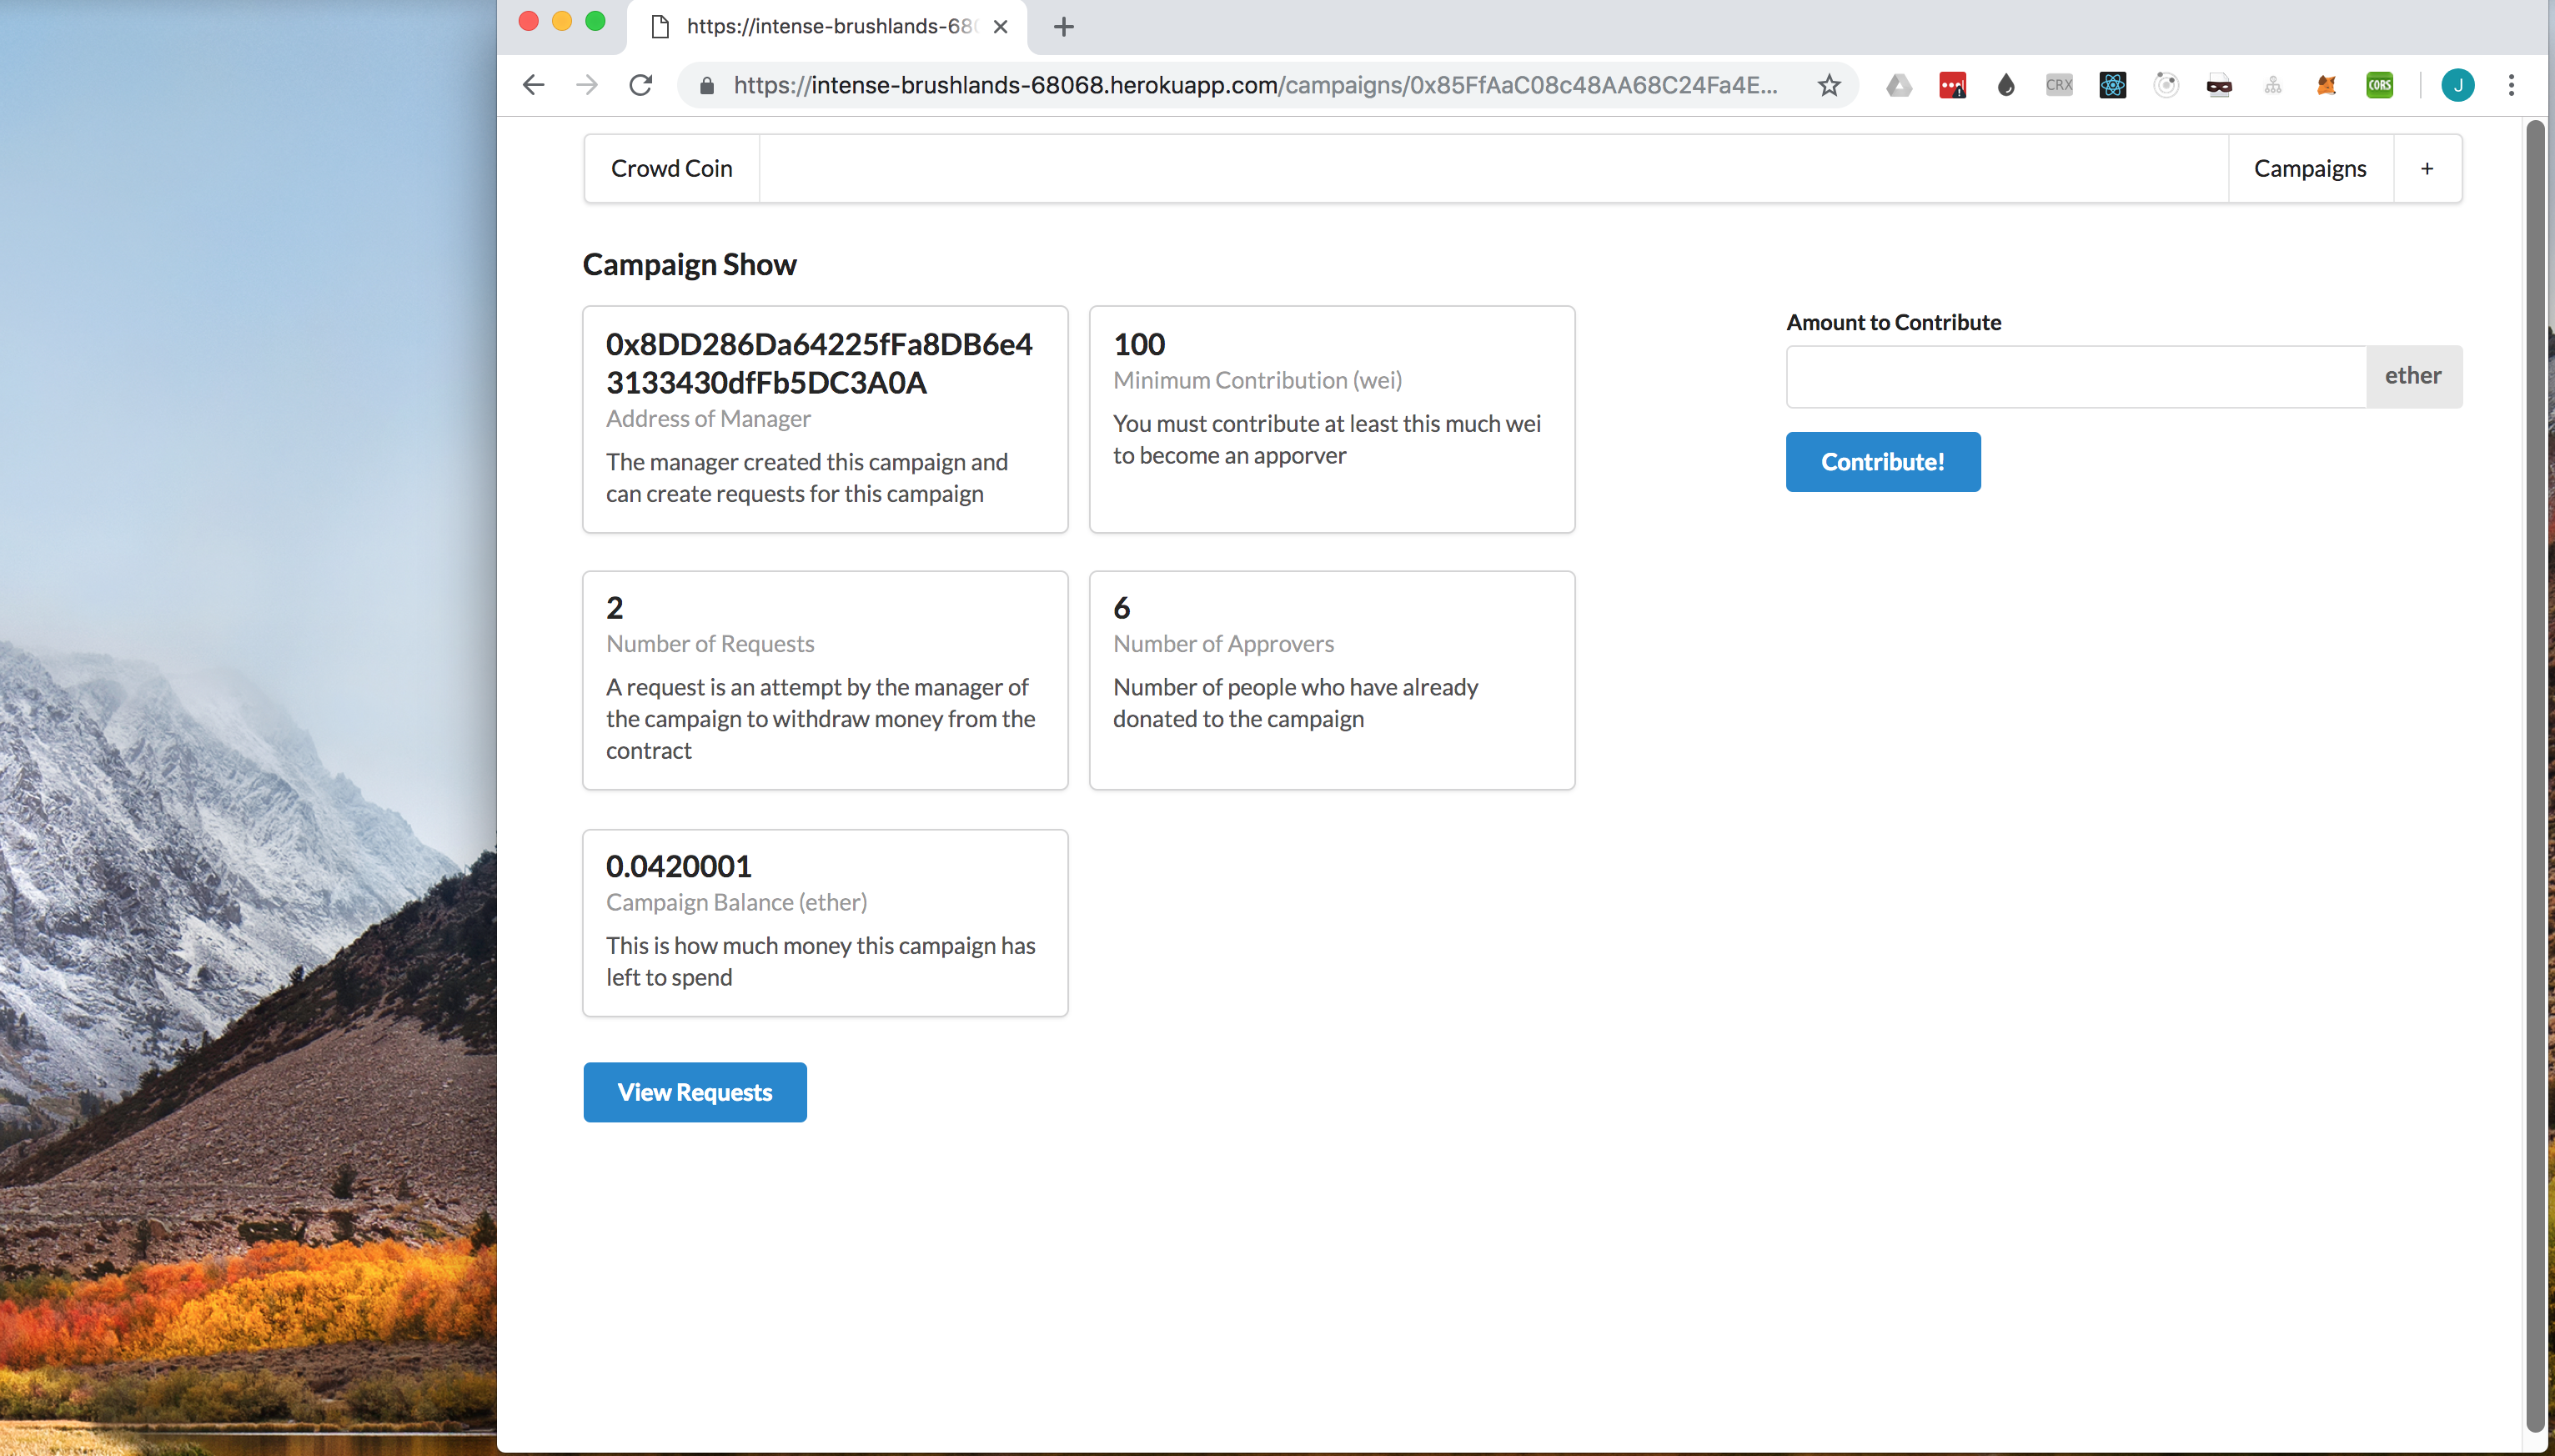 https://intense-brushlands-68
https://intense-brushlands-68068.herokuapp.com/campaigns/0x85FfAaC08c48AA68C24Fa4E...
CRX
CORS
J
Crowd Coin
Campaigns
+
Campaign Show
0x8DD286Da64225fFa8DB6e4
3133430dfFb5DC3A0A
Address of Manager
The manager created this campaign and
can create requests for this campaign
100
Minimum Contribution (wei)
You must contribute at least this much wei
to become an apporver
Amount to Contribute
ether
Contribute!
2
Number of Requests
A request is an attempt by the manager of
the campaign to withdraw money from the
contract
6
Number of Approvers
Number of people who have already
donated to the campaign
0.0420001
Campaign Balance (ether)
This is how much money this campaign has
left to spend
View Requests